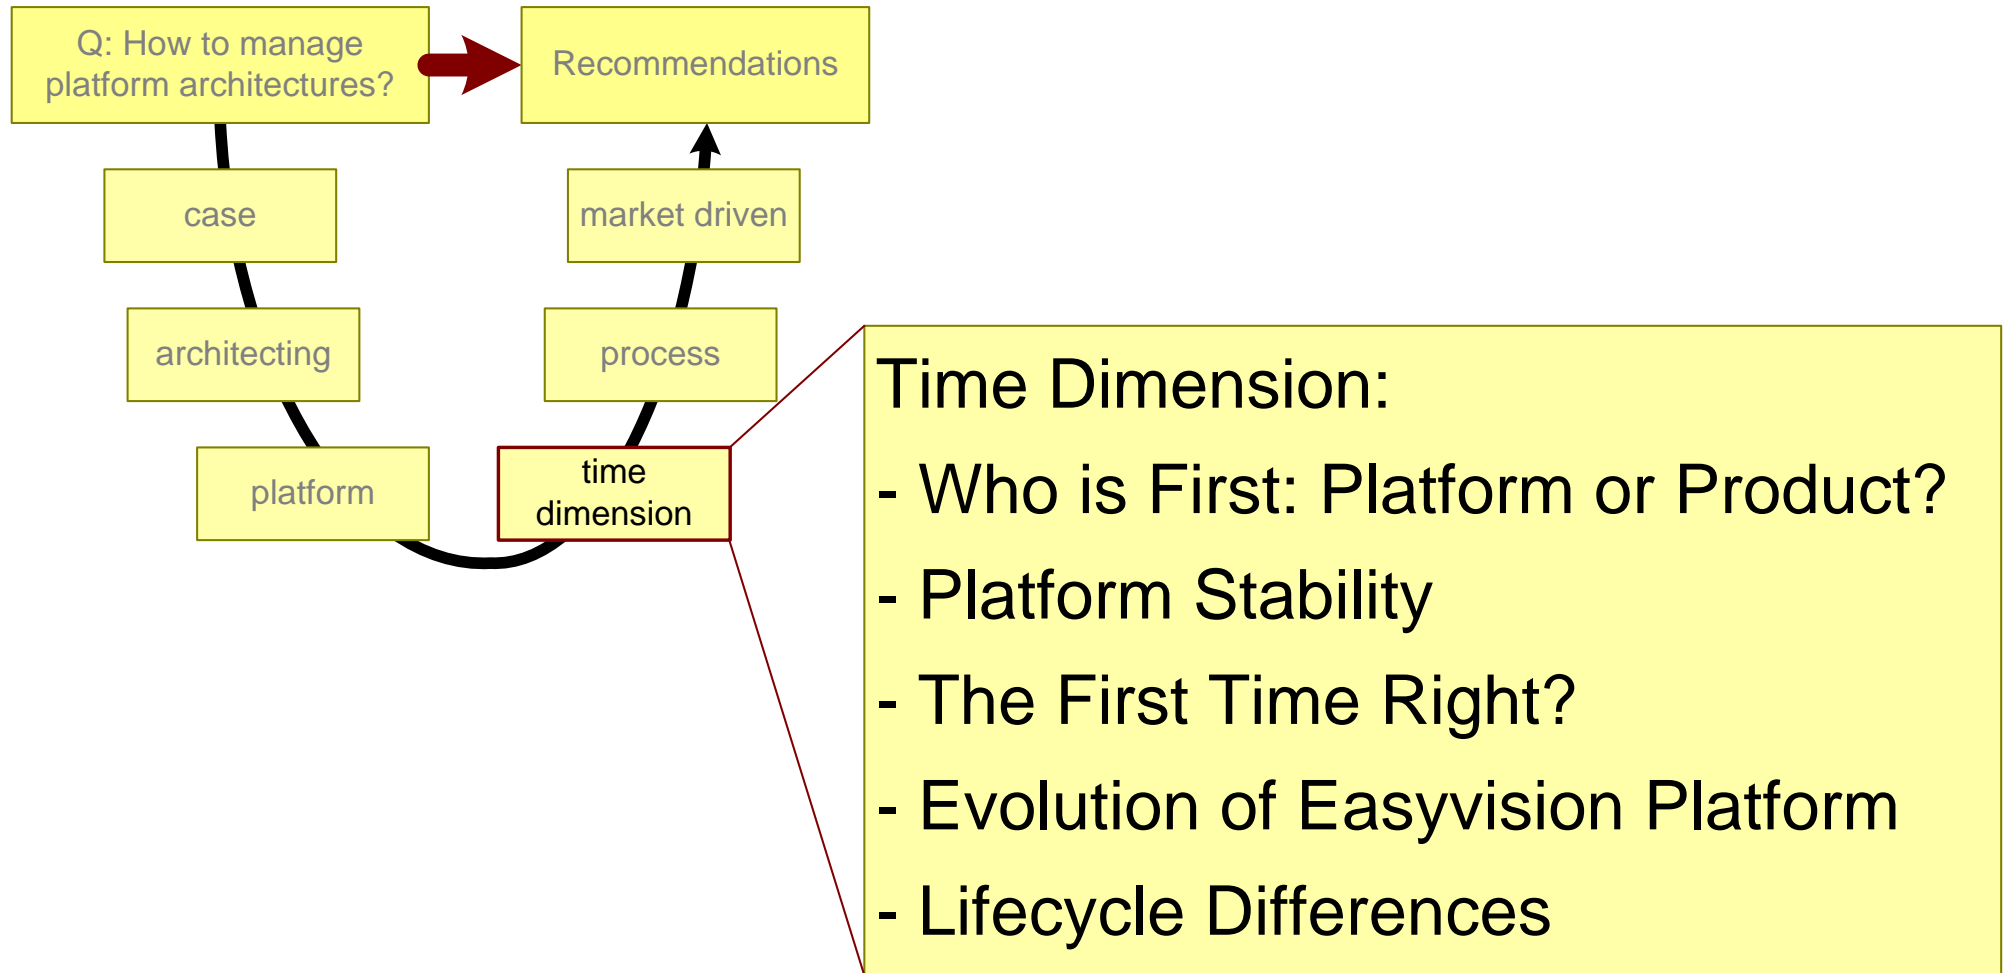 Q: How to manage
platform architectures?
Recommendations
case
market driven
architecting
process
platform
time
dimension
Time Dimension:
- Who is First: Platform or Product?
- Platform Stability
- The First Time Right?
- Evolution of Easyvision Platform
- Lifecycle Differences